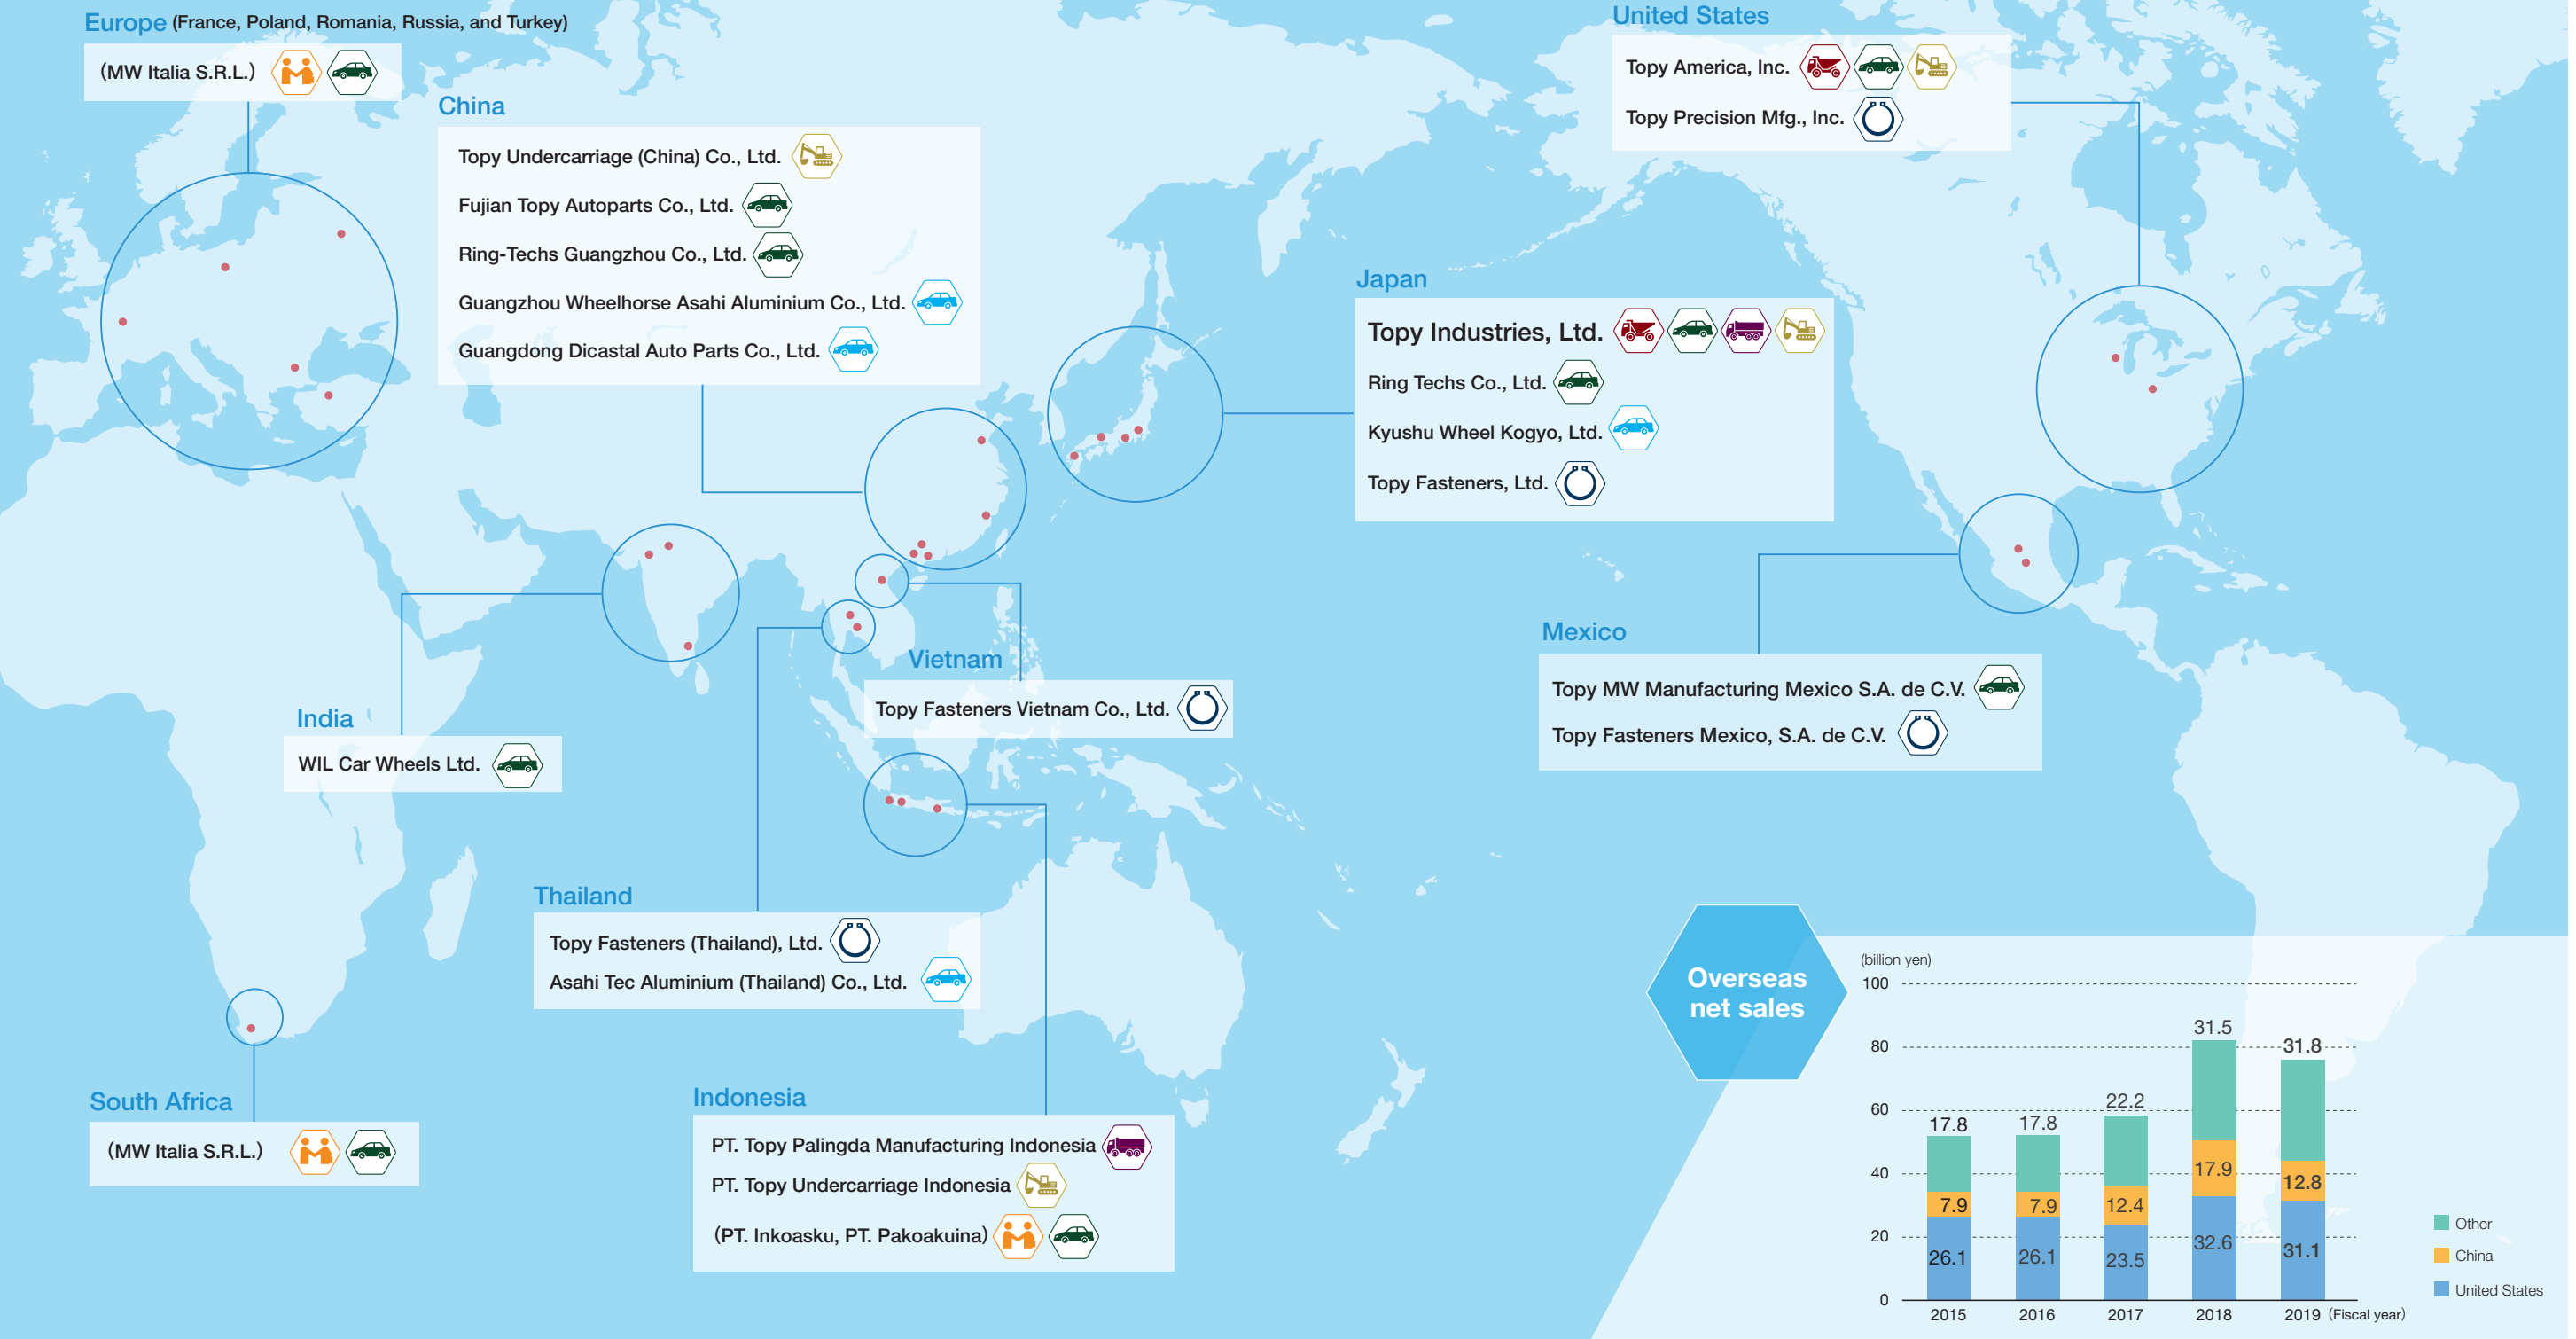 Europe (France, Poland, Romania, Russia, and Turkey)
(MW Italia S.R.L.)
China
Topy Undercarriage (China) Co., Ltd.
Fujian Topy Autoparts Co., Ltd.
Ring-Techs Guangzhou Co., Ltd.
Guangzhou Wheelhorse Asahi Aluminium Co., Ltd.
Guangdong Dicastal Auto Parts Co., Ltd.
United States
Topy America, Inc.
Topy Precision Mfg., Inc.
Japan
Topy Industries, Ltd.
Ring Techs Co., Ltd.
Kyushu Wheel Kogyo, Ltd.
Topy Fasteners, Ltd.
Mexico
Topy MW Manufacturing Mexico S.A. de C.V.
Topy Fasteners Mexico, S.A. de C.V.
Vietnam
Topy Fasteners Vietnam Co., Ltd.
India
WIL Car Wheels Ltd.
Thailand
Topy Fasteners (Thailand), Ltd.
Asahi Tec Aluminium (Thailand) Co., Ltd.
South Africa
(MW Italia S.R.L.)
Indonesia
PT. Topy Palingda Manufacturing Indonesia
PT. Topy Undercarriage Indonesia
(PT. Inkoasku, PT. Pakoakuina)
Overseas
net sales
(billion yen)
100
80
60
40
20
0
17.8
7.9
26.1
17.8
7.9
26.1
22.2
12.4
23.5
31.5
17.9
32.6
31.8
12.8
31.1
2015 2016 2017 2018 2019 (Fiscal year)
Other
China
United States